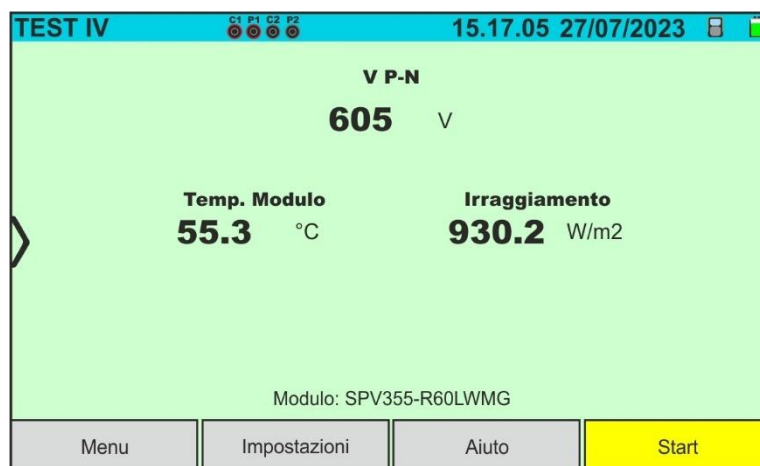 TEST IV C1 P1 C2 P2 15.17.05 27/07/2023
V P-N
605 V
Temp. Modulo Irraggiamento
55.3 °C 930.2 W/m2
Modulo: SPV355-R60LWMG
Menu Impostazioni Aiuto Start